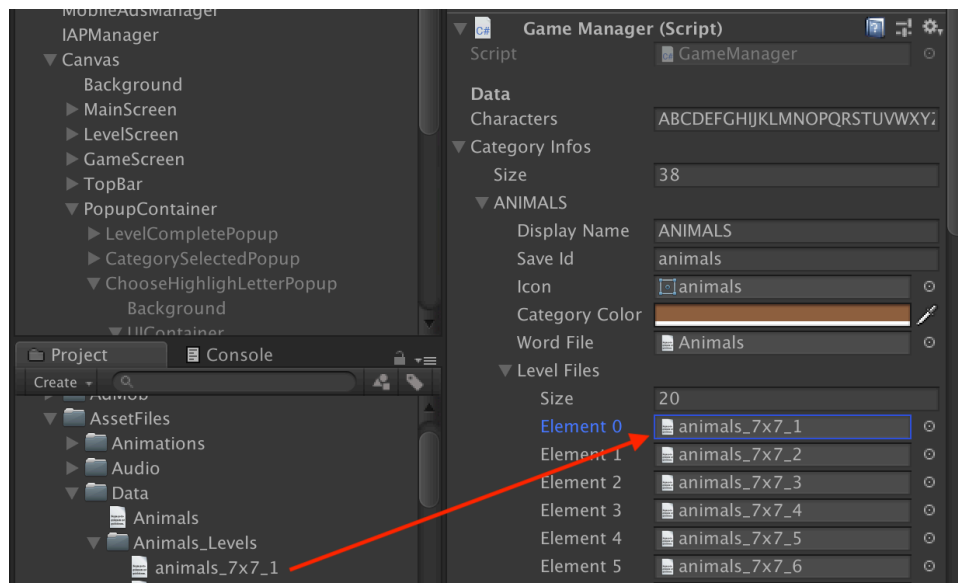 MobileAdsManager
IAPManager
Canvas
Background
MainScreen
LevelScreen
GameScreen
TopBar
PopupContainer
LevelCompletePopup
CategorySelectedPopup
ChooseHighlighLetterPopup
Background
UIContainer
Project
Console
Create
AdMob
AssetFiles
Animations
Audio
Data
Animals
Animals_Levels
animals_7x7_1
C# Game Manager (Script)
Script GameManager
Data
Characters ABCDEFGHIJKLMNOPQRSTUVWXYZ
Category Infos
Size 38
ANIMALS
Display Name ANIMALS
Save Id animals
Icon animals
Category Color
Word File Animals
Level Files
Size 20
Element 0 animals_7x7_1
Element 1 animals_7x7_2
Element 2 animals_7x7_3
Element 3 animals_7x7_4
Element 4 animals_7x7_5
Element 5 animals_7x7_6